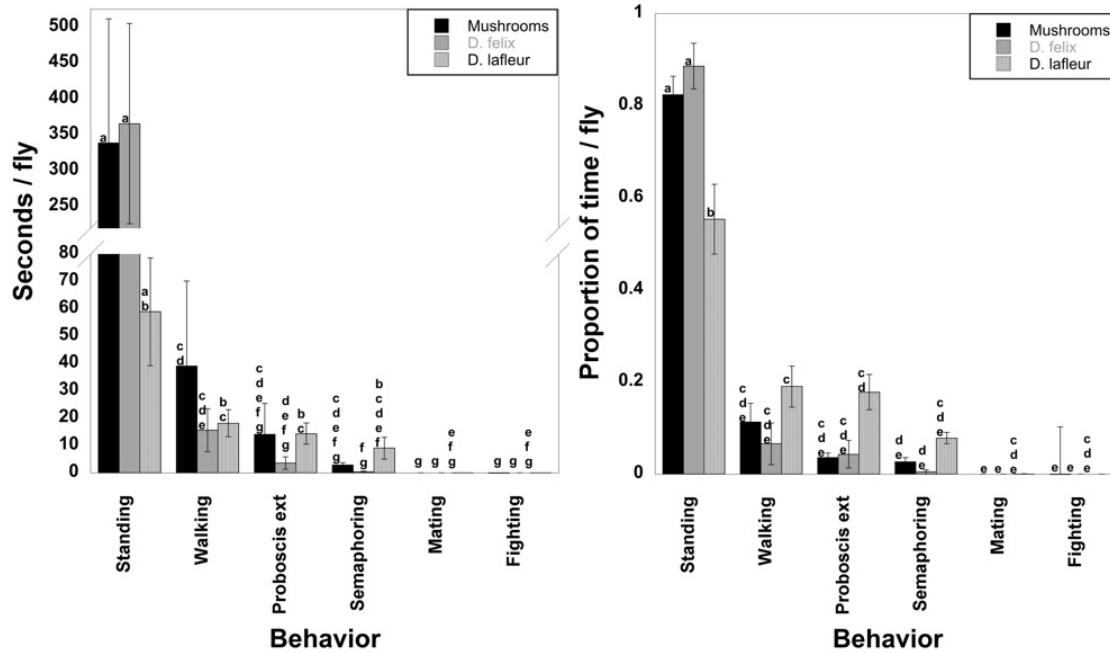 Seconds / fly
500
450
400
350
300
250
80
70
60
50
40
30
20
10
0
Mushrooms
D. felix
D. lafleur
a
a
a
b
c
d
c
d
e
b
c
c
d
e
f
g
d
e
f
g
b
c
c
d
e
f
g
f
g
b
c
d
e
f
g
g
e
f
g
g
g
e
f
g
Standing
Walking
Proboscis ext
Semaphoring
Mating
Fighting
Behavior
Proportion of time / fly
1
0.8
0.6
0.4
0.2
0
Mushrooms
D. felix
D. lafleur
a
a
b
c
d
e
c
d
e
c
c
d
e
c
d
e
c
d
d
e
d
e
c
d
e
e
e
c
d
e
e
e
c
d
e
Standing
Walking
Proboscis ext
Semaphoring
Mating
Fighting
Behavior